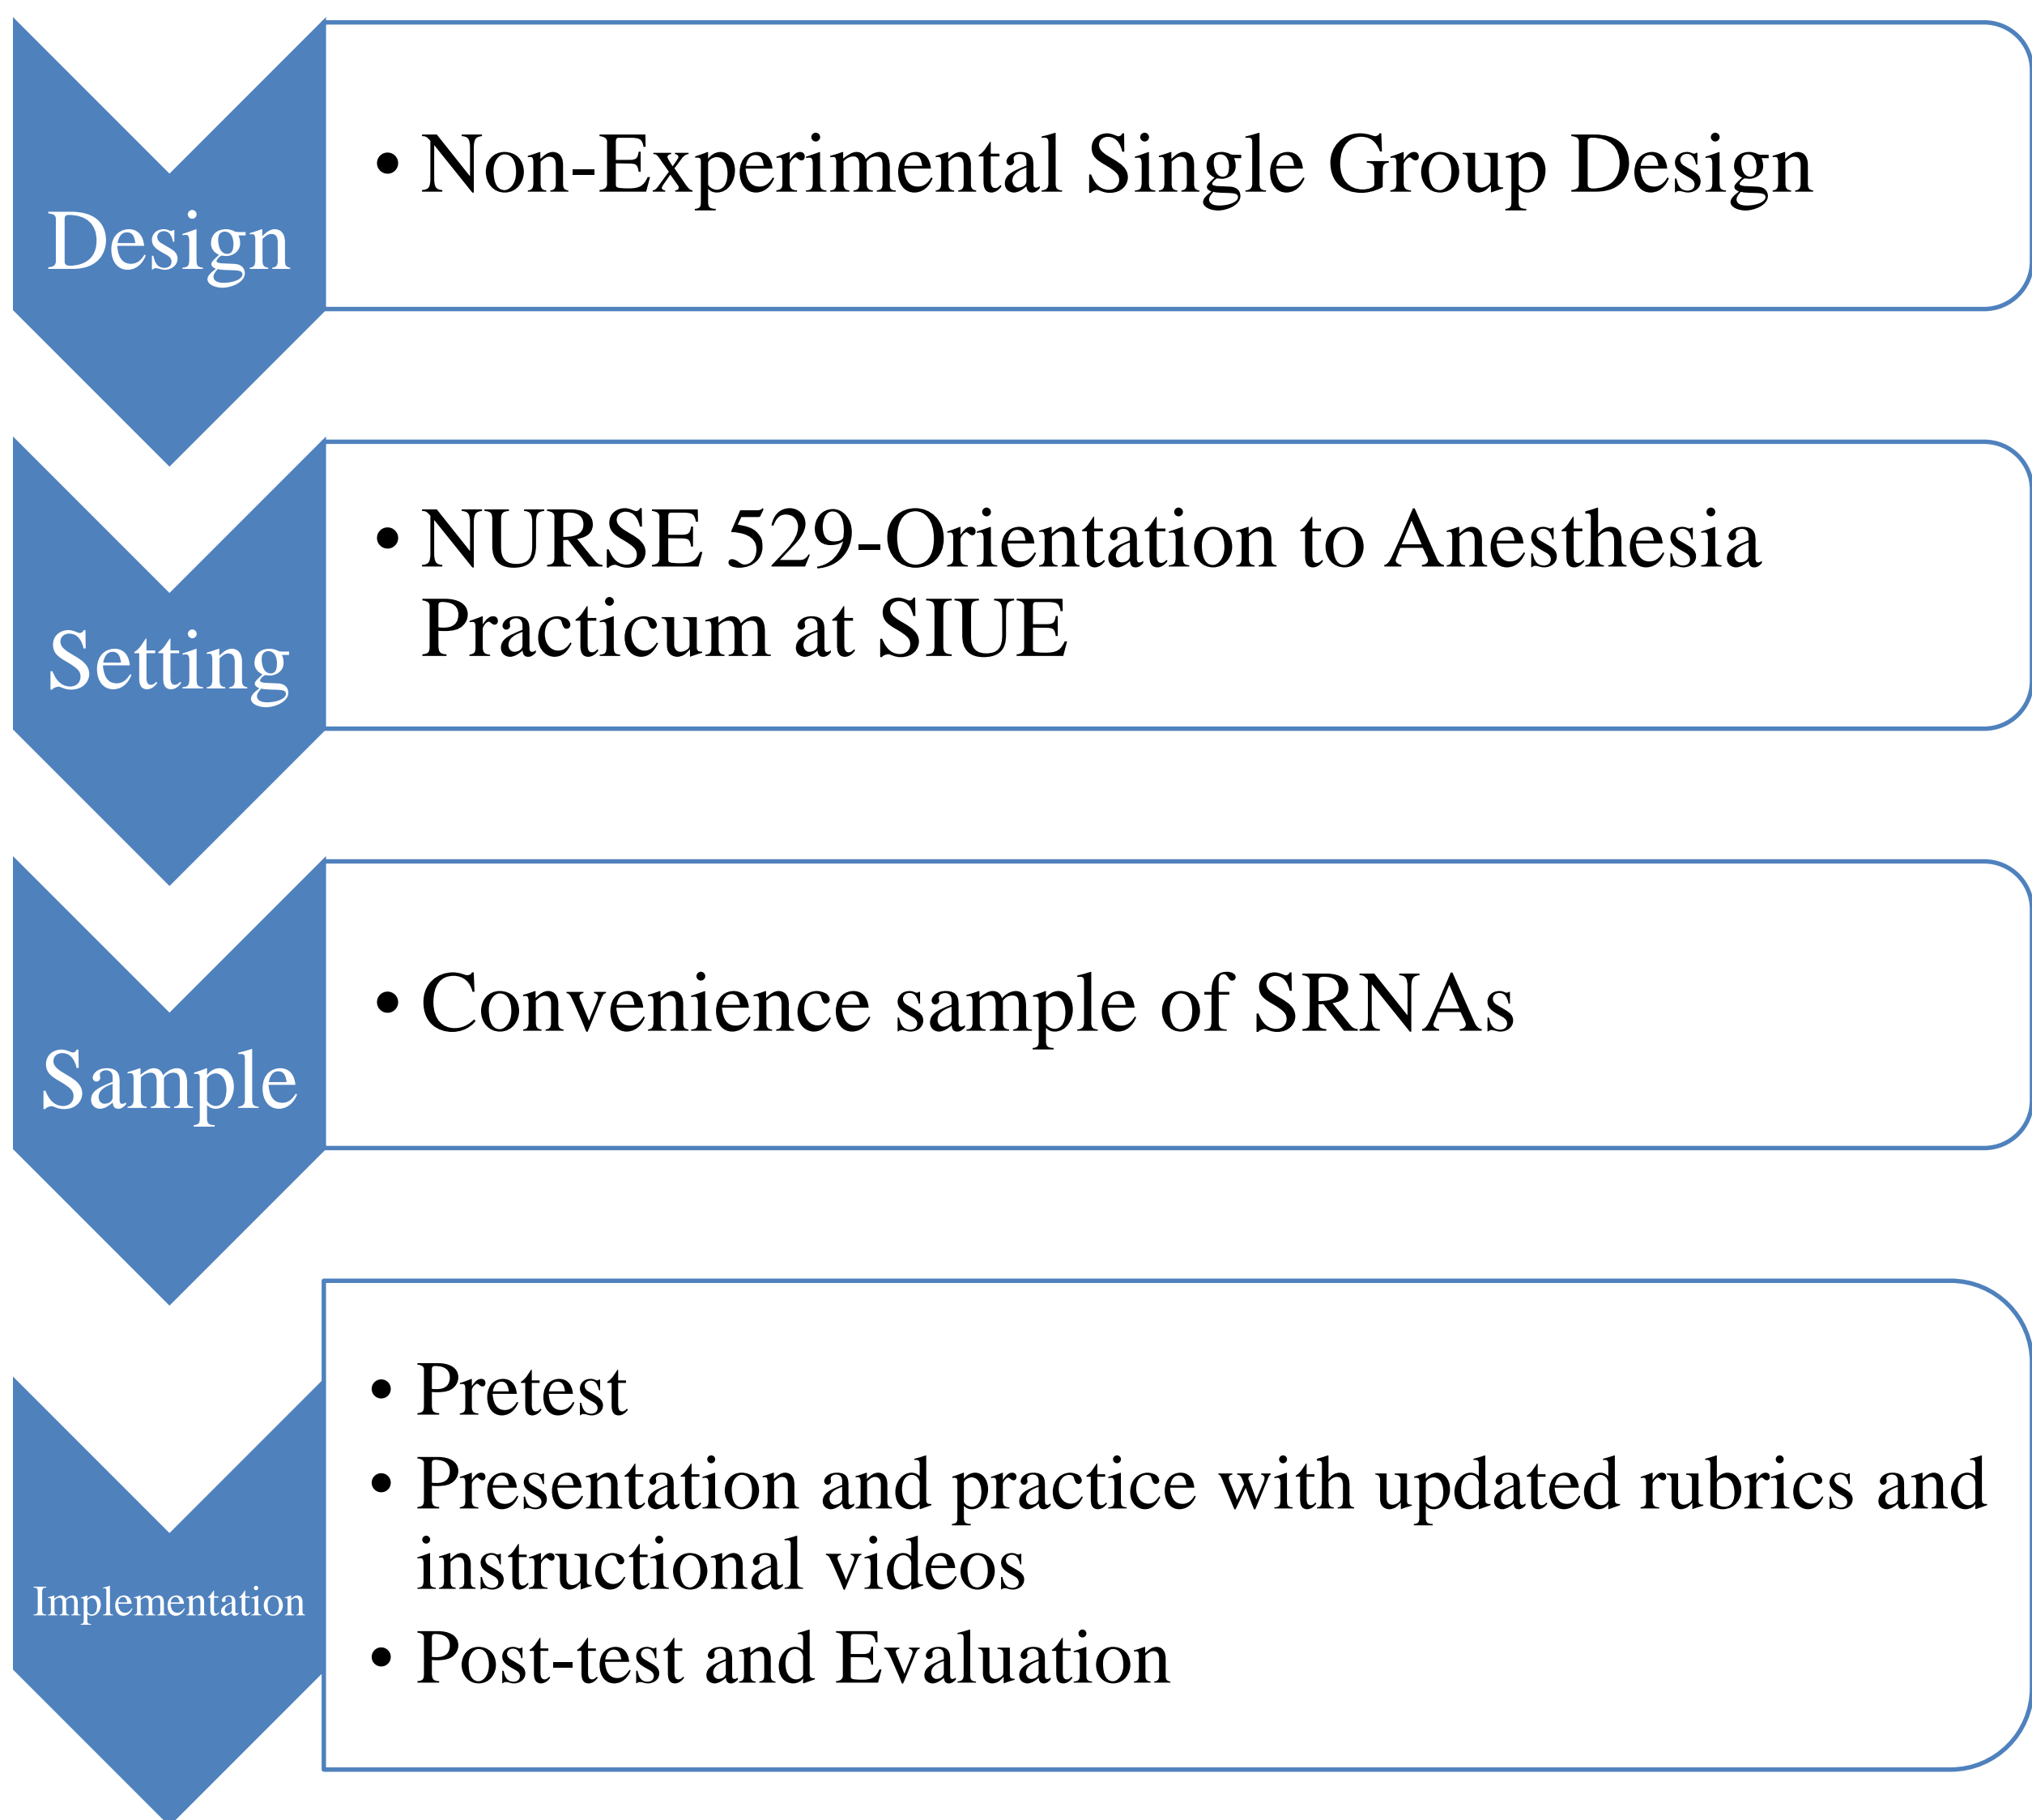 Design
• Non-Experimental Single Group Design
Setting
• NURSE 529-Orientation to Anesthesia
Practicum at SIUE
Sample
• Convenience sample of SRNAs
Implementation
• Pretest
• Presentation and practice with updated rubrics and
instructional videos
• Post-test and Evaluation